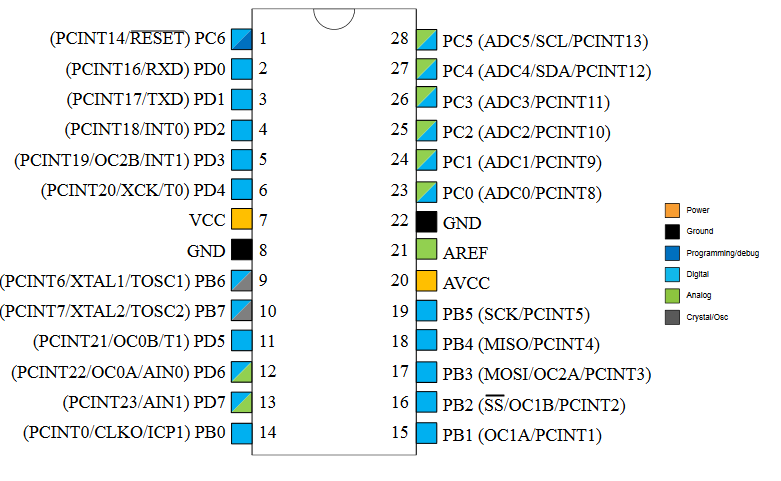 (PCINT14/RESET) PC6 1
(PCINT16/RXD) PD0 2
(PCINT17/TXD) PD1 3
(PCINT18/INT0) PD2 4
(PCINT19/OC2B/INT1) PD3 5
(PCINT20/XCK/T0) PD4 6
VCC 7
GND 8
(PCINT6/XTAL1/TOSC1) PB6 9
(PCINT7/XTAL2/TOSC2) PB7 10
(PCINT21/OC0B/T1) PD5 11
(PCINT22/OC0A/AIN0) PD6 12
(PCINT23/AIN1) PD7 13
(PCINT0/CLKO/ICP1) PB0 14
28 PC5 (ADC5/SCL/PCINT13)
27 PC4 (ADC4/SDA/PCINT12)
26 PC3 (ADC3/PCINT11)
25 PC2 (ADC2/PCINT10)
24 PC1 (ADC1/PCINT9)
23 PC0 (ADC0/PCINT8)
22 GND
21 AREF
20 AVCC
19 PB5 (SCK/PCINT5)
18 PB4 (MISO/PCINT4)
17 PB3 (MOSI/OC2A/PCINT3)
16 PB2 (SS/OC1B/PCINT2)
15 PB1 (OC1A/PCINT1)
Power
Ground
Programming/debug
Digital
Analog
Crystal/Osc